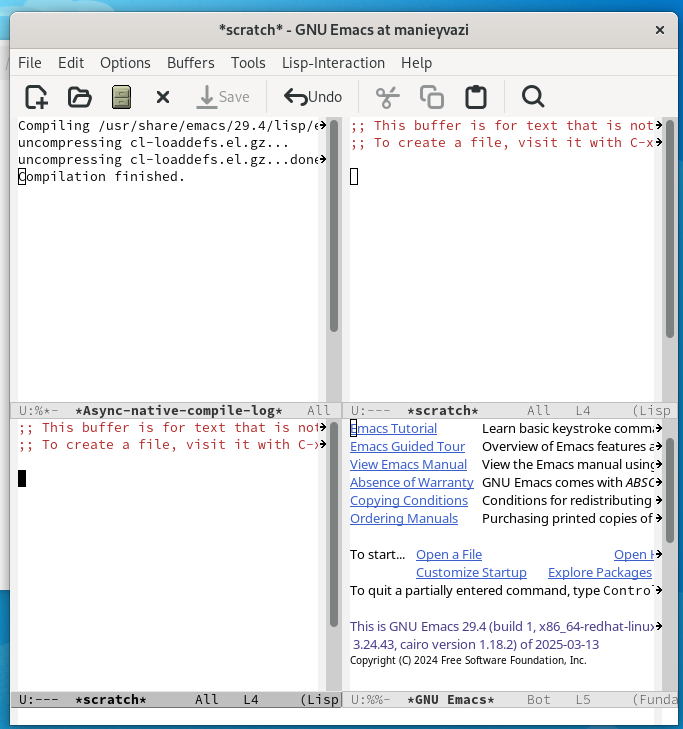 *scratch* - GNU Emacs at manieyvazi
File Edit Options Buffers Tools Lisp-Interaction Help
Save Undo
Compiling /usr/share/emacs/29.4/lisp/
uncompressing cl-loaddefs.el.gz...
uncompressing cl-loaddefs.el.gz...done
Compilation finished.
U:%*- *Async-native-compile-log* All
;; This buffer is for text that is not
;; To create a file, visit it with C-x
U:--- *scratch* All L4 (Lisp
;; This buffer is for text that is not
;; To create a file, visit it with C-x
U:--- *scratch* All L4 (Lisp
Emacs Tutorial Learn basic keystroke comm
Emacs Guided Tour Overview of Emacs features
View Emacs Manual View the Emacs manual using
Absence of Warranty GNU Emacs comes with ABSO
Copying Conditions Conditions for redistributing
Ordering Manuals Purchasing printed copies of
To start... Open a File Open
Customize Startup Explore Packages
To quit a partially entered command, type Contro
This is GNU Emacs 29.4 (build 1, x86_64-redhat-linux
3.24.43, cairo version 1.18.2) of 2025-03-13
Copyright (C) 2024 Free Software Foundation, Inc.
U:%%- *GNU Emacs* Bot L5 (Funda